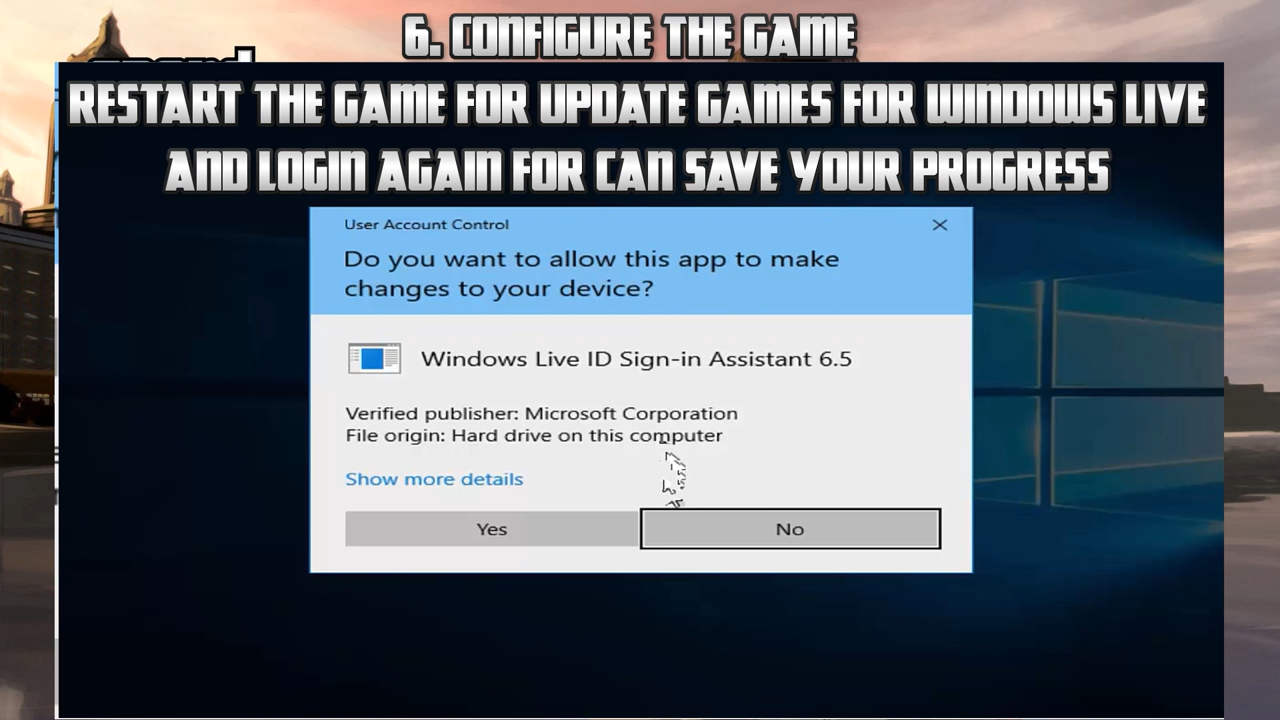 6. CONFIGURE THE GAME
RESTART THE GAME FOR UPDATE GAMES FOR WINDOWS LIVE
AND LOGIN AGAIN FOR CAN SAVE YOUR PROGRESS
User Account Control
Do you want to allow this app to make
changes to your device?
Windows Live ID Sign-in Assistant 6.5
Verified publisher: Microsoft Corporation
File origin: Hard drive on this computer
Show more details
Yes
No